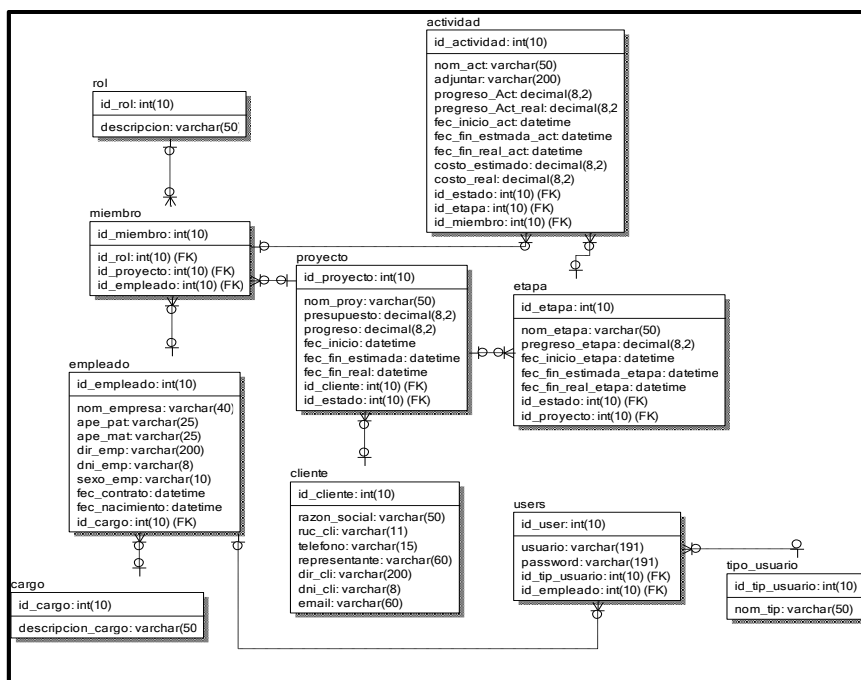 actividad
id_actividad: int(10)
nom_act: varchar(50)
adjuntar: varchar(200)
progreso_Act: decimal(8,2)
pregreso_Act_real: decimal(8,2
fec_inicio_act: datetime
fec_fin_estmada_act: datetime
fec_fin_real_act: datetime
costo_estimado: decimal(8,2)
costo_real: decimal(8,2)
id_estado: int(10) (FK)
id_etapa: int(10) (FK)
id_miembro: int(10) (FK)
rol
id_rol: int(10)
descripcion: varchar(50)
miembro
id_miembro: int(10)
id_rol: int(10) (FK)
id_proyecto: int(10) (FK)
id_empleado: int(10) (FK)
proyecto
id_proyecto: int(10)
nom_proy: varchar(50)
presupuesto: decimal(8,2)
progreso: decimal(8,2)
fec_inicio: datetime
fec_fin_estimada: datetime
fec_fin_real: datetime
id_cliente: int(10) (FK)
id_estado: int(10) (FK)
etapa
id_etapa: int(10)
nom_etapa: varchar(50)
pregreso_etapa: decimal(8,2)
fec_inicio_etapa: datetime
fec_fin_estimada_etapa: datetime
fec_fin_real_etapa: datetime
id_estado: int(10) (FK)
id_proyecto: int(10) (FK)
empleado
id_empleado: int(10)
nom_empresa: varchar(40)
ape_pat: varchar(25)
ape_mat: varchar(25)
dir_emp: varchar(200)
dni_emp: varchar(8)
sexo_emp: varchar(10)
fec_contrato: datetime
fec_nacimiento: datetime
id_cargo: int(10) (FK)
cliente
id_cliente: int(10)
razon_social: varchar(50)
ruc_cli: varchar(11)
telefono: varchar(15)
representante: varchar(60)
dir_cli: varchar(200)
dni_cli: varchar(8)
email: varchar(60)
users
id_user: int(10)
usuario: varchar(191)
password: varchar(191)
id_tip_usuario: int(10) (FK)
id_empleado: int(10) (FK)
tipo_usuario
id_tip_usuario: int(10)
nom_tip: varchar(50)
cargo
id_cargo: int(10)
descripcion_cargo: varchar(50